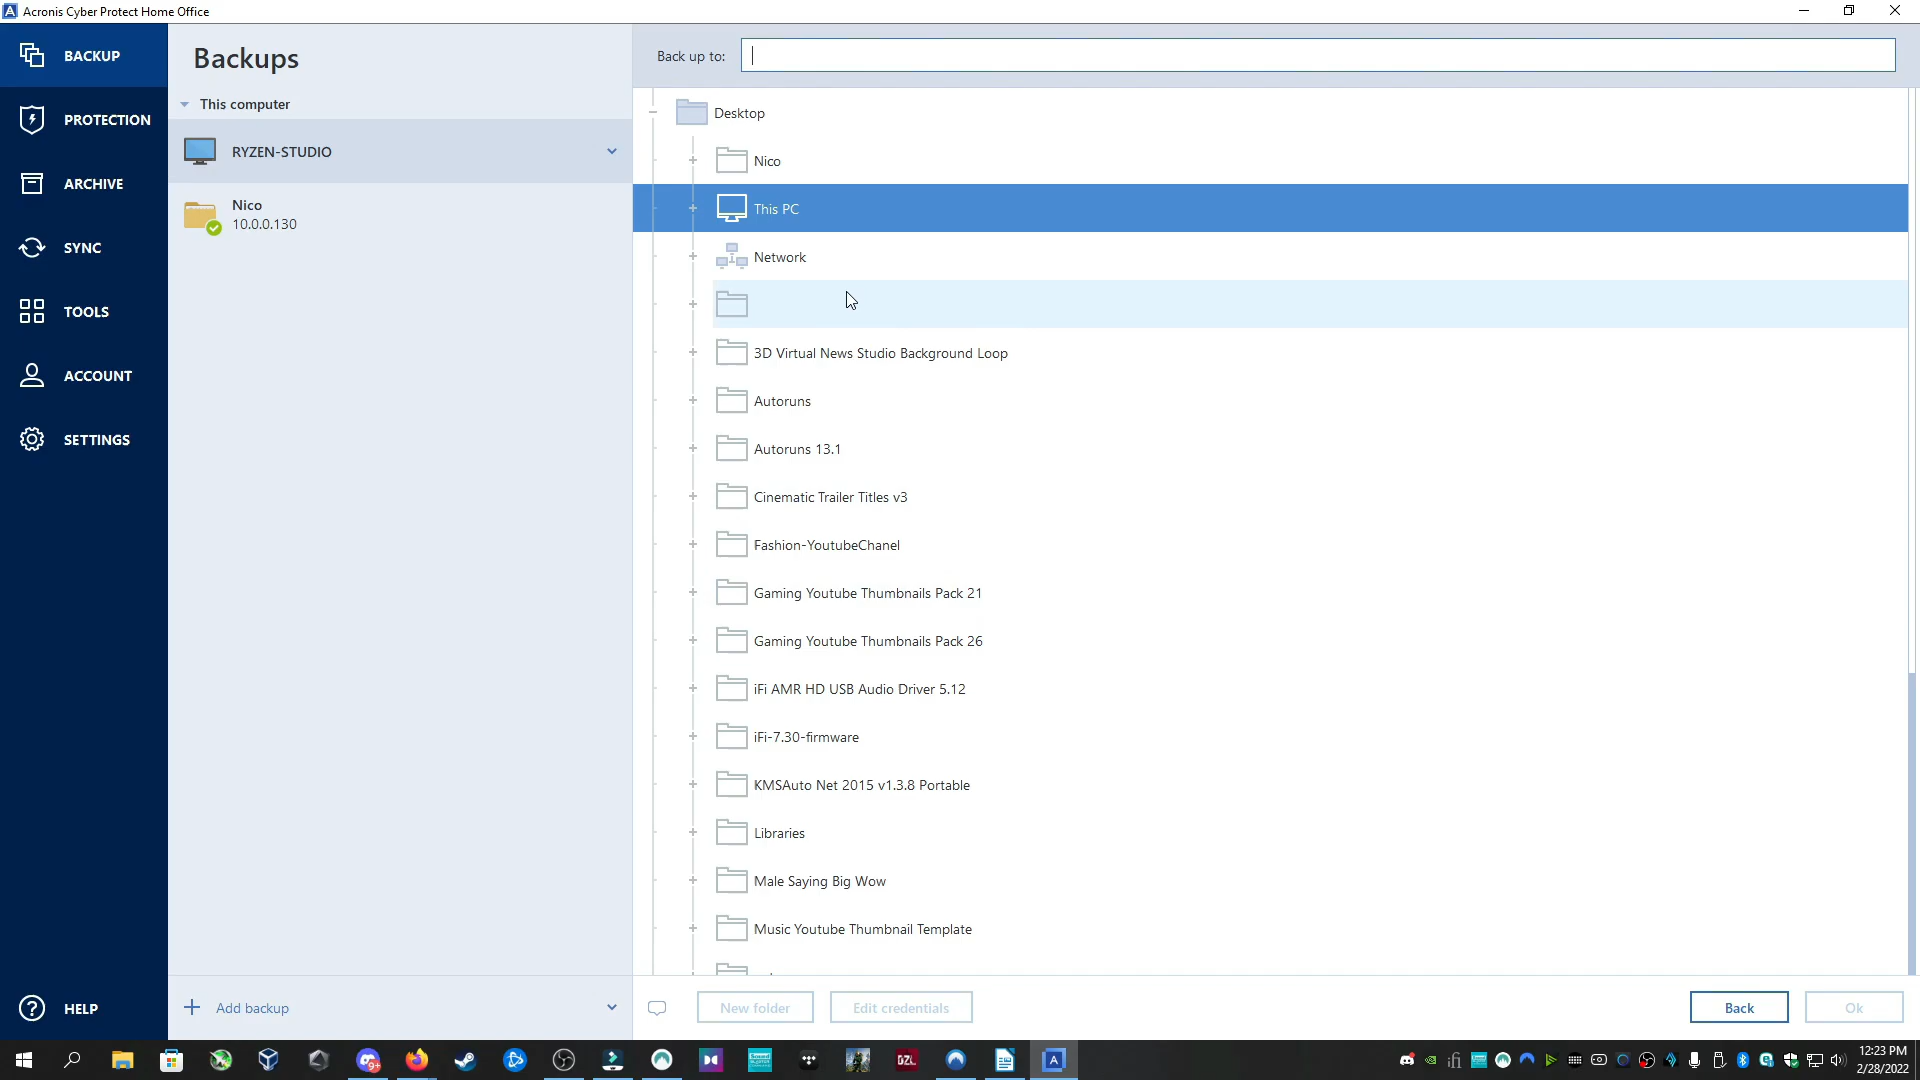 Acronis Cyber Protect Home Office
BACKUP
PROTECTION
ARCHIVE
SYNC
TOOLS
ACCOUNT
SETTINGS
HELP
Backups
This computer
RYZEN-STUDIO
Nico
10.0.0.130
Add backup
Back up to:
Desktop
Nico
This PC
Network
3D Virtual News Studio Background Loop
Autoruns
Autoruns 13.1
Cinematic Trailer Titles v3
Fashion-YoutubeChanel
Gaming Youtube Thumbnails Pack 21
Gaming Youtube Thumbnails Pack 26
iFi AMR HD USB Audio Driver 5.12
iFi-7.30-firmware
KMSAuto Net 2015 v1.3.8 Portable
Libraries
Male Saying Big Wow
Music Youtube Thumbnail Template
New folder
Edit credentials
Back
Ok
9+
DZL
ifi
12:23 PM
2/28/2022